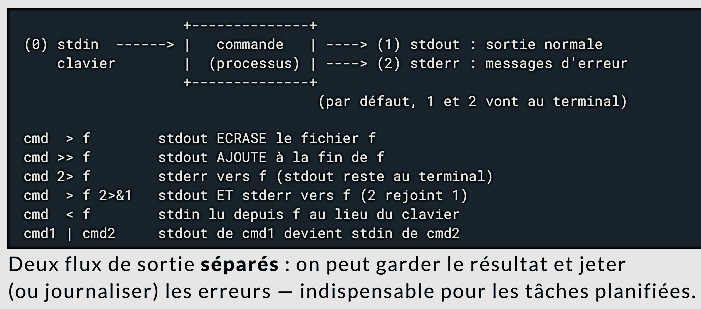 +--------------+
(0) stdin ------> | commande | ----> (1) stdout : sortie normale
clavier | (processus) | ----> (2) stderr : messages d'erreur
+--------------+
(par défaut, 1 et 2 vont au terminal)
cmd > f stdout ECRASE le fichier f
cmd >> f stdout AJOUTE à la fin de f
cmd 2> f stderr vers f (stdout reste au terminal)
cmd > f 2>&1 stdout ET stderr vers f (2 rejoint 1)
cmd < f stdin lu depuis f au lieu du clavier
cmd1 | cmd2 stdout de cmd1 devient stdin de cmd2
Deux flux de sortie séparés : on peut garder le résultat et jeter
(ou journaliser) les erreurs — indispensable pour les tâches planifiées.